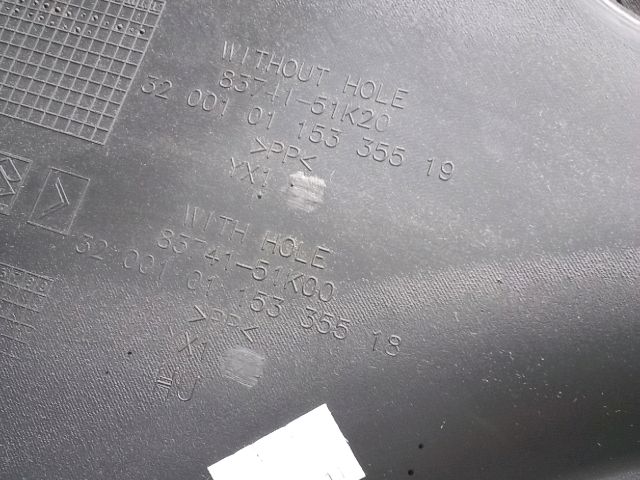 WITHOUT HOLE
83741-51K20
32 001 01 153 355 19
>PP<
YX1
WITH HOLE
83741-51K00
32 001 01 153 355 18
>PP<
X1